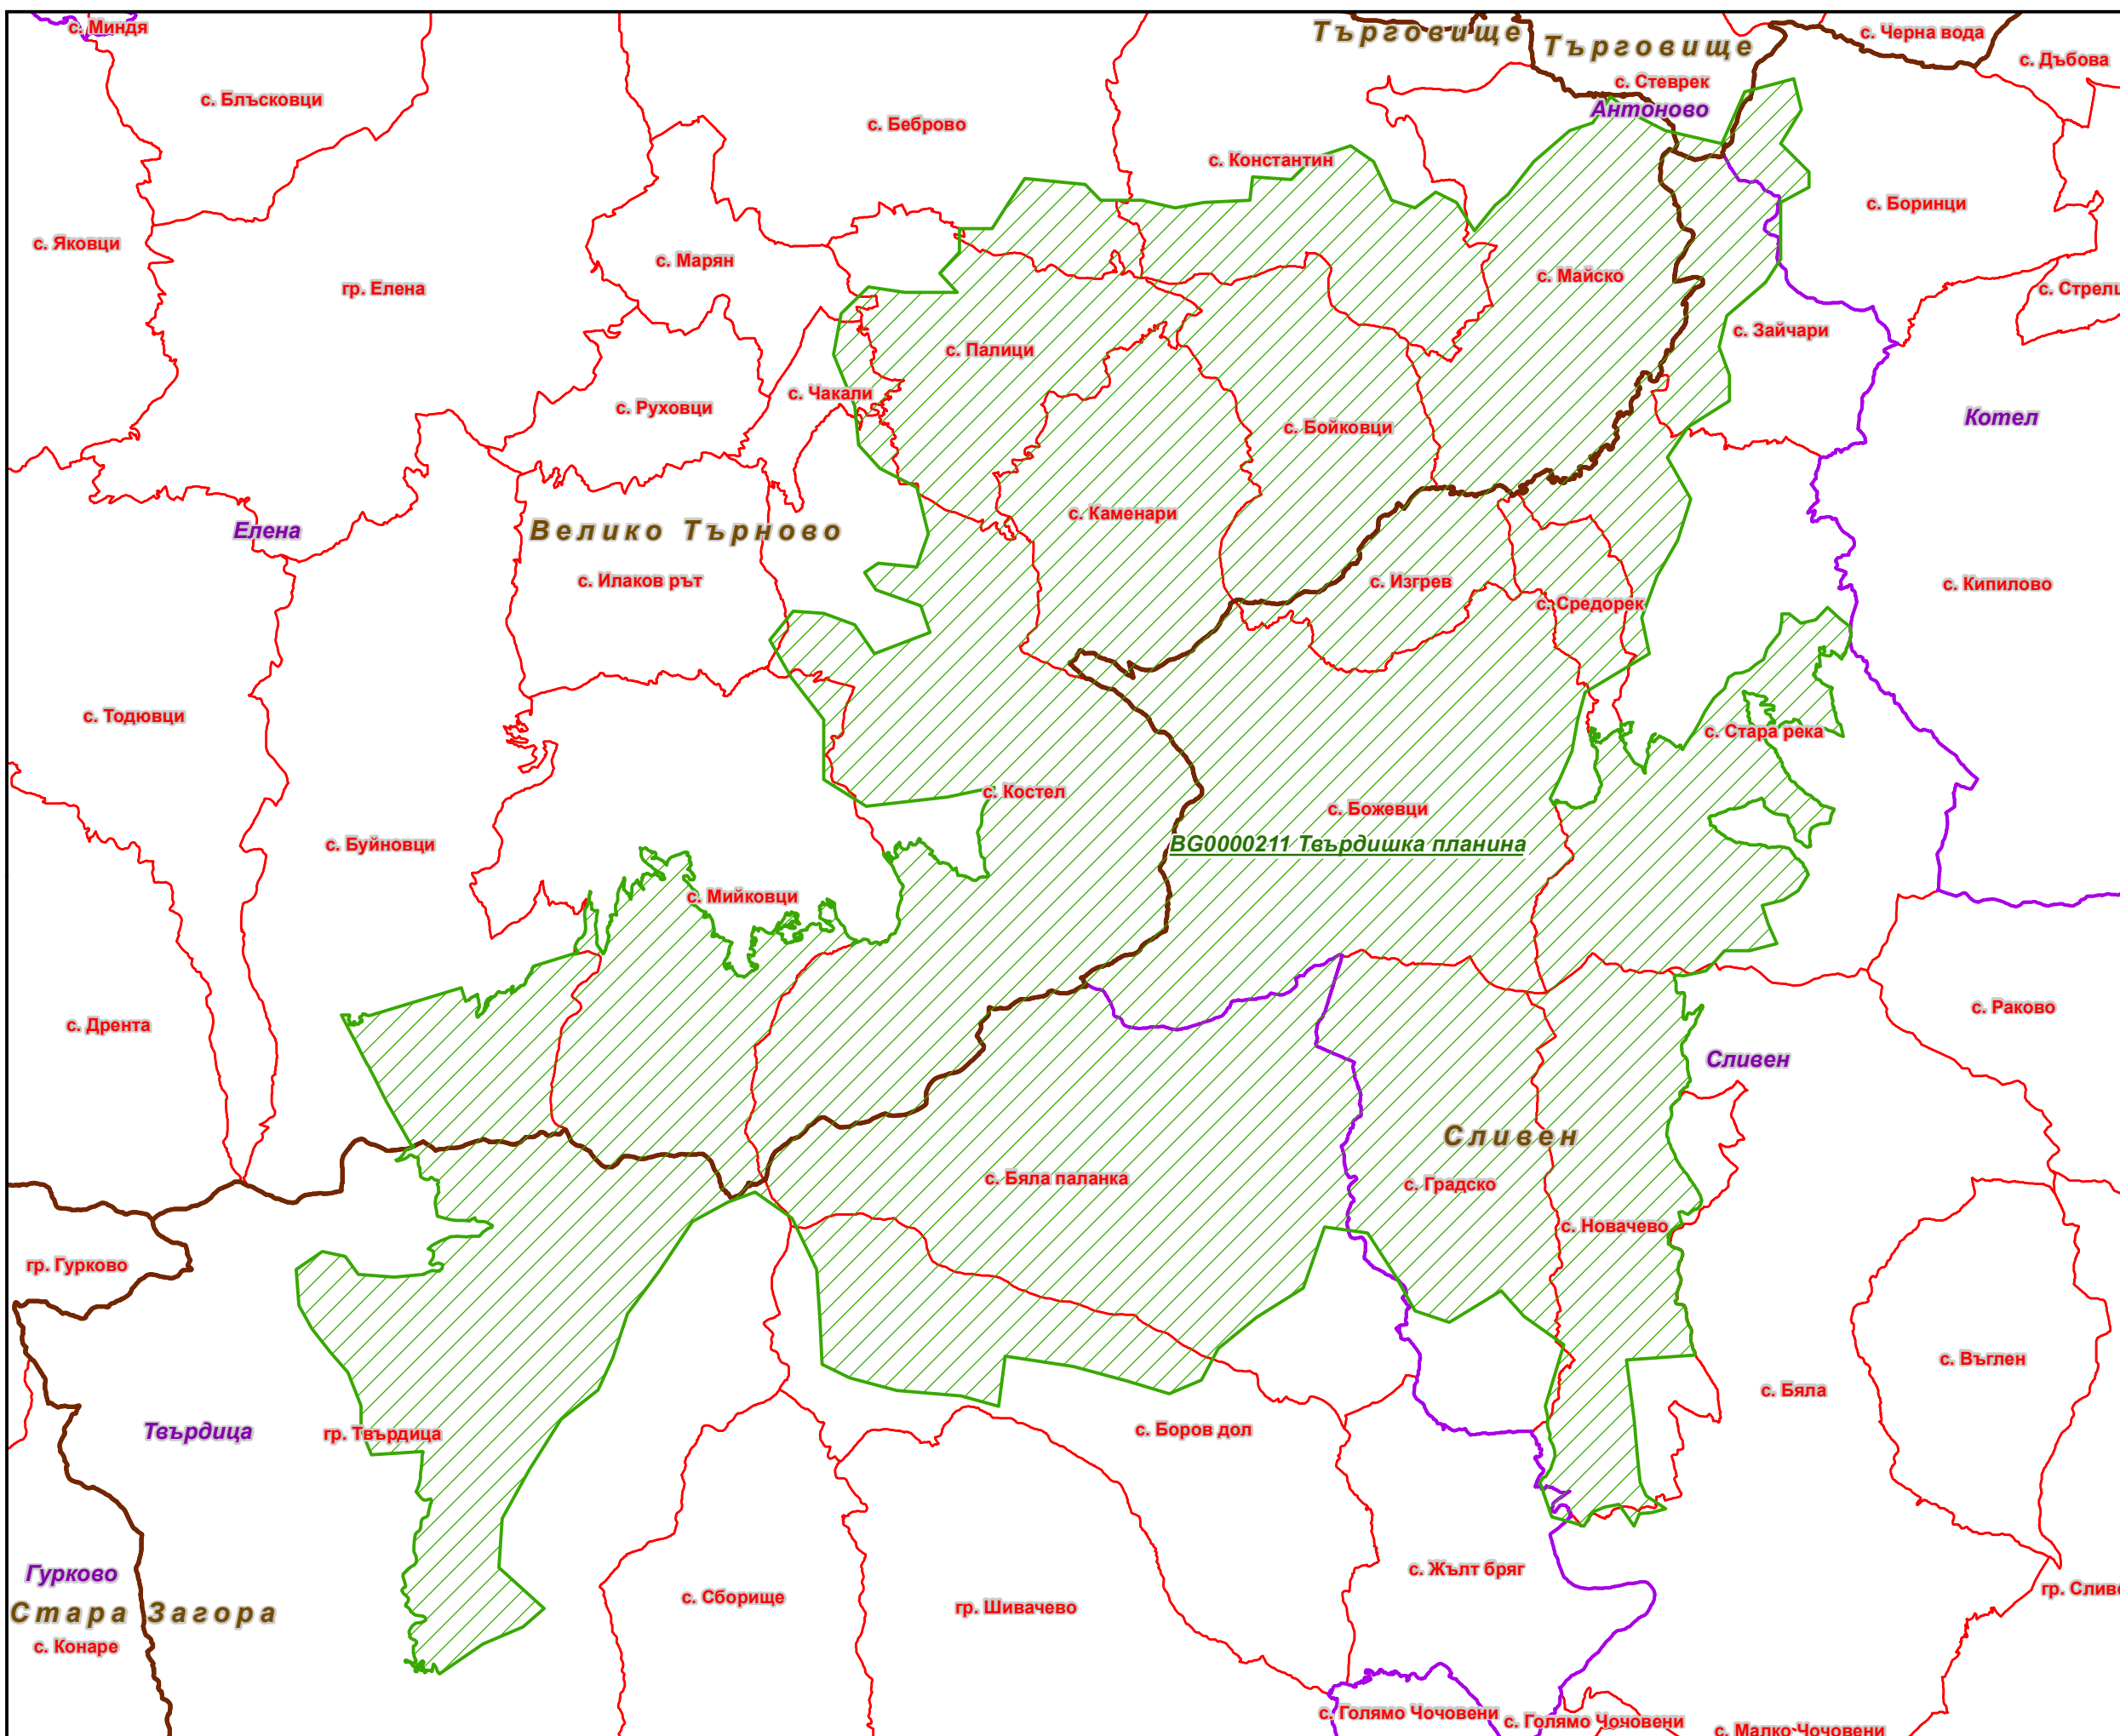 с. Миндя
Търговище
Търговище
с. Черна вода
с. Дъбова
с. Стеврек
с. Блъсковци
Антоново
с. Беброво
с. Константин
с. Боринци
с. Яковци
с. Марян
с. Майско
гр. Елена
с. Зайчари
с. Палици
с. Чакали
с. Руховци
Котел
с. Бойковци
с. Каменари
Елена
Велико Търново
с. Илаков рът
с. Изгрев
с. Кипилово
с. Средорек
с. Тодювци
с. Стара река
с. Костел
с. Божевци
с. Буйновци
BG0000211 Твърдишка планина
с. Мийковци
с. Раково
с. Дрента
Сливен
Сливен
с. Бяла паланка
с. Градско
с. Новачево
гр. Гурково
с. Въглен
с. Бяла
Твърдица
гр. Твърдица
с. Боров дол
Гурково
с. Жълт бряг
с. Сборище
гр. Шивачево
Стара Загора
с. Конаре
с. Голямо Чочовени
с. Голямо Чочовени
с. Малко Чочовени